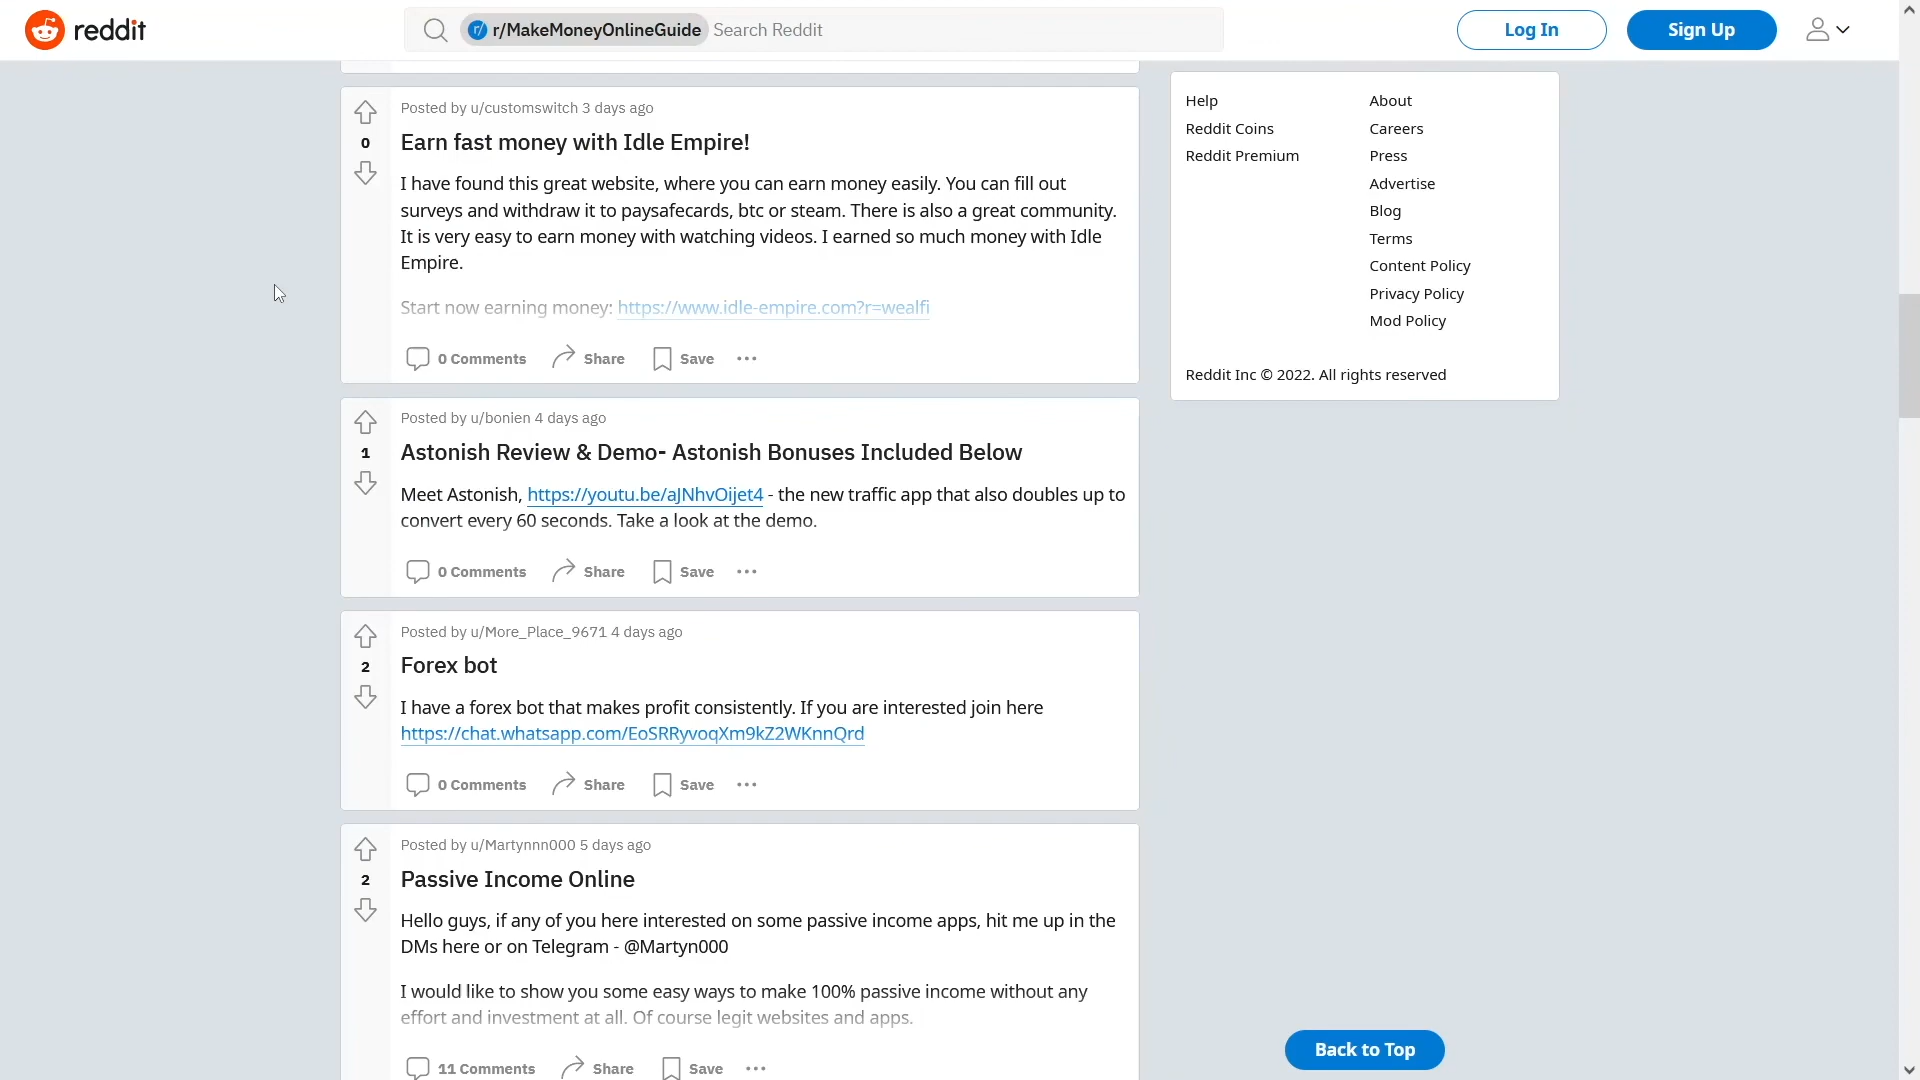 reddit
r/ r/MakeMoneyOnlineGuide Search Reddit
Log In
Sign Up
Posted by u/customswitch 3 days ago
0
Earn fast money with Idle Empire!
I have found this great website, where you can earn money easily. You can fill out
surveys and withdraw it to paysafecards, btc or steam. There is also a great community.
It is very easy to earn money with watching videos. I earned so much money with Idle
Empire.
Start now earning money: https://www.idle-empire.com?r=wealfi
0 Comments Share Save
Posted by u/bonien 4 days ago
1
Astonish Review & Demo- Astonish Bonuses Included Below
Meet Astonish, https://youtu.be/aJNhvOijet4 - the new traffic app that also doubles up to
convert every 60 seconds. Take a look at the demo.
0 Comments Share Save
Posted by u/More_Place_9671 4 days ago
2
Forex bot
I have a forex bot that makes profit consistently. If you are interested join here
https://chat.whatsapp.com/EoSRRyvoqXm9kZ2WKnnQrd
0 Comments Share Save
Posted by u/Martynnn000 5 days ago
2
Passive Income Online
Hello guys, if any of you here interested on some passive income apps, hit me up in the
DMs here or on Telegram - @Martyn000
I would like to show you some easy ways to make 100% passive income without any
effort and investment at all. Of course legit websites and apps.
11 Comments Share Save
Help
Reddit Coins
Reddit Premium
About
Careers
Press
Advertise
Blog
Terms
Content Policy
Privacy Policy
Mod Policy
Reddit Inc © 2022. All rights reserved
Back to Top